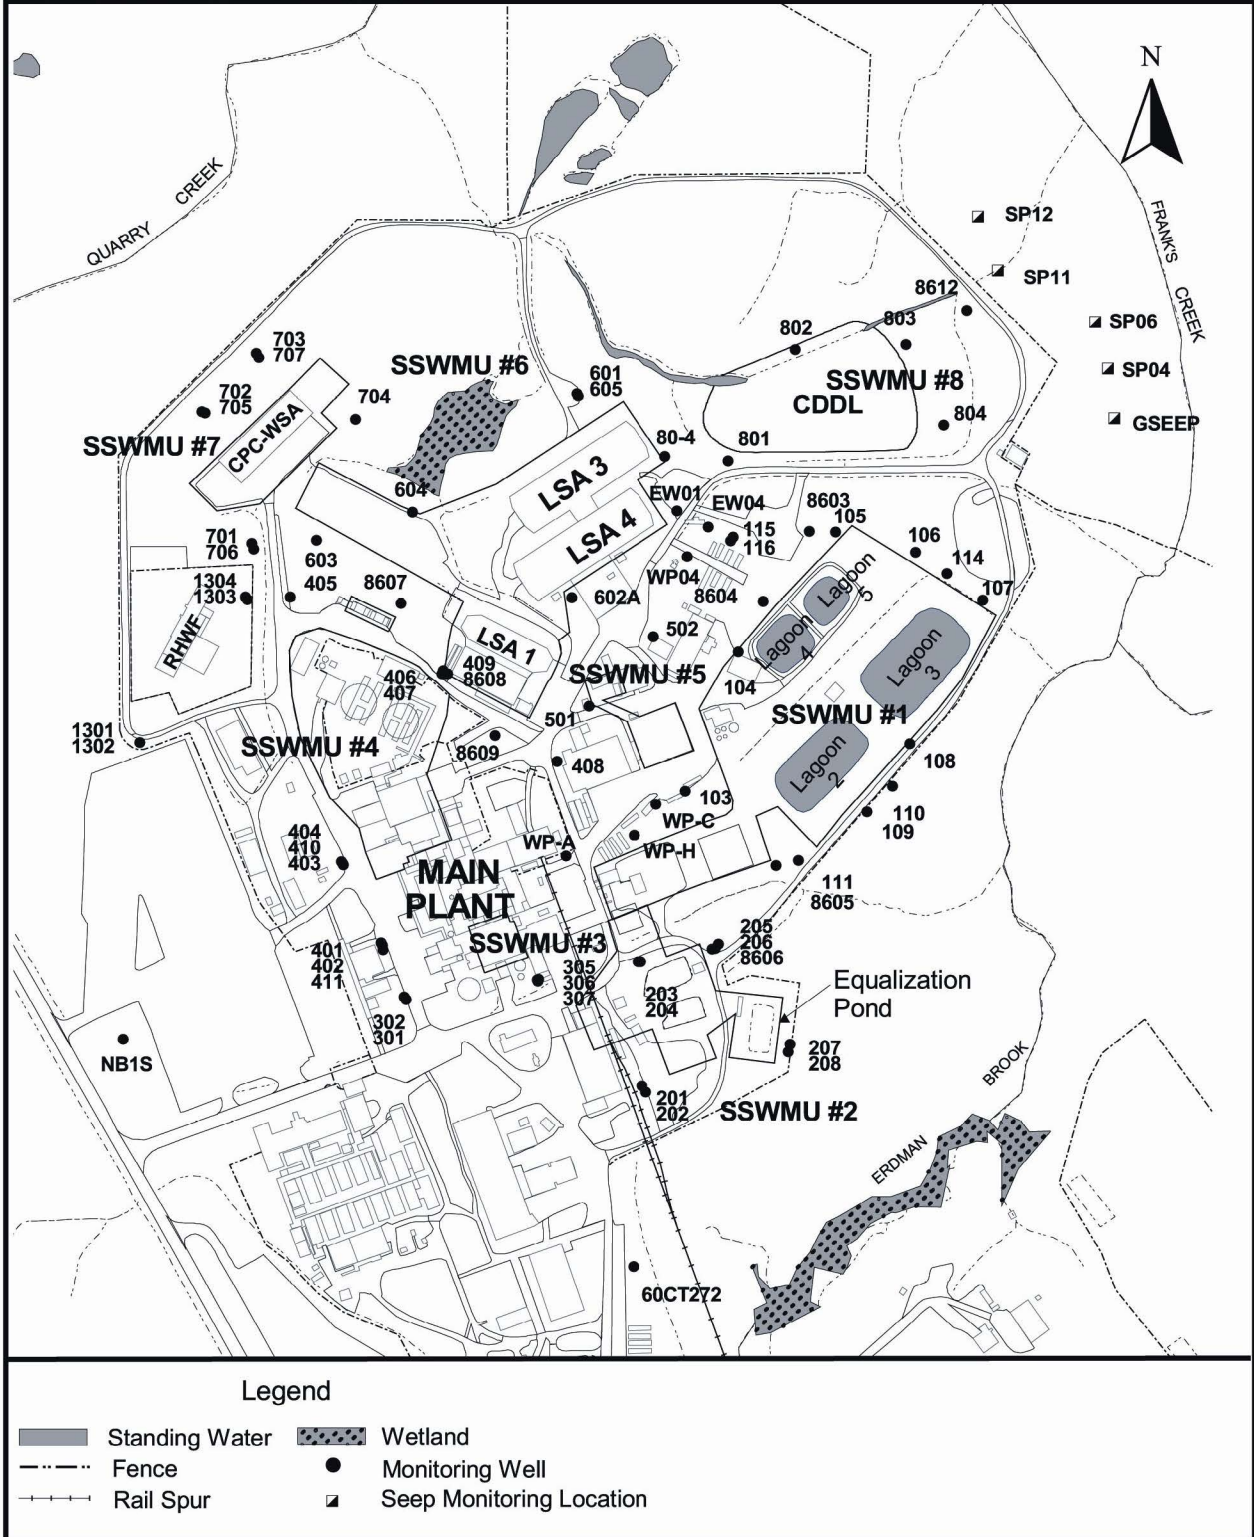 N
QUARRY CREEK
FRANK'S CREEK
SP12
SP11
8612
SP06
803
802
703
707
SSWMU #6
601
605
SSWMU #8
CDDL
SP04
702
705
704
804
GSEEP
SSWMU #7
CPC-WSA
80-4
801
LSA 3
604
EW01
EW04
8603
105
LSA 4
115
116
106
701
706
603
114
WP04
Lagoon 5
1304
1303
405
8607
602A
8604
107
RHWF
502
Lagoon 4
Lagoon 3
LSA 1
409
8608
406
407
SSWMU #5
104
501
SSWMU #1
1301
1302
SSWMU #4
8609
408
Lagoon 2
108
103
110
109
WP-C
404
410
403
WP-A
WP-H
MAIN
PLANT
111
8605
205
206
8606
401
402
411
SSWMU #3
305
306
307
203
204
Equalization
Pond
302
301
NB1S
207
208
201
202
SSWMU #2
ERDMAN BROOK
60CT272
Legend
Standing Water
Wetland
Fence
Monitoring Well
Rail Spur
Seep Monitoring Location